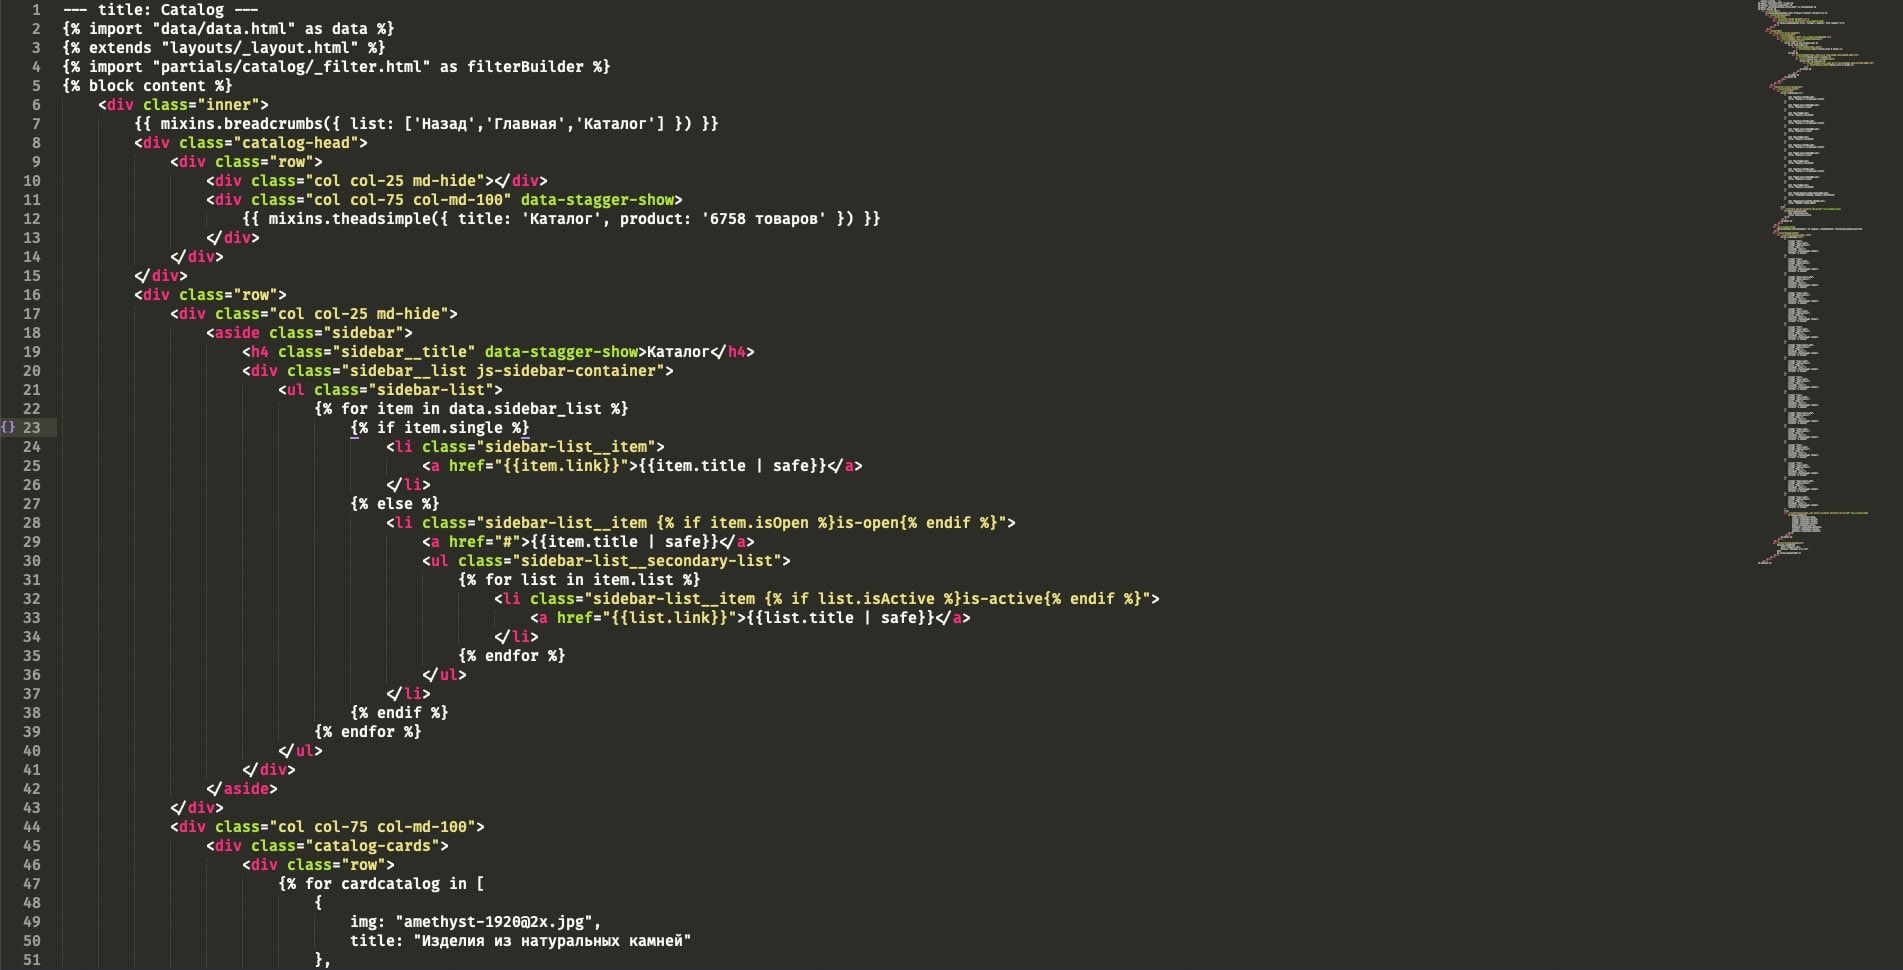 1 --- title: Catalog ---
2 {% import "data/data.html" as data %}
3 {% extends "layouts/_layout.html" %}
4 {% import "partials/catalog/_filter.html" as filterBuilder %}
5 {% block content %}
6 <div class="inner">
7 {{ mixins.breadcrumbs({ list: ['Назад','Главная','Каталог'] }) }}
8 <div class="catalog-head">
9 <div class="row">
10 <div class="col col-25 md-hide"></div>
11 <div class="col col-75 col-md-100" data-stagger-show>
12 {{ mixins.theadsimple({ title: 'Каталог', product: '6758 товаров' }) }}
13 </div>
14 </div>
15 </div>
16 <div class="row">
17 <div class="col col-25 md-hide">
18 <aside class="sidebar">
19 <h4 class="sidebar__title" data-stagger-show>Каталог</h4>
20 <div class="sidebar__list js-sidebar-container">
21 <ul class="sidebar-list">
22 {% for item in data.sidebar_list %}
{} 23 {% if item.single %}
24 <li class="sidebar-list__item">
25 <a href="{{item.link}}">{{item.title | safe}}</a>
26 </li>
27 {% else %}
28 <li class="sidebar-list__item {% if item.isOpen %}is-open{% endif %}">
29 <a href="#">{{item.title | safe}}</a>
30 <ul class="sidebar-list__secondary-list">
31 {% for list in item.list %}
32 <li class="sidebar-list__item {% if list.isActive %}is-active{% endif %}">
33 <a href="{{list.link}}">{{list.title | safe}}</a>
34 </li>
35 {% endfor %}
36 </ul>
37 </li>
38 {% endif %}
39 {% endfor %}
40 </ul>
41 </div>
42 </aside>
43 </div>
44 <div class="col col-75 col-md-100">
45 <div class="catalog-cards">
46 <div class="row">
47 {% for cardcatalog in [
48 {
49 img: "amethyst-1920@2x.jpg",
50 title: "Изделия из натуральных камней"
51 },